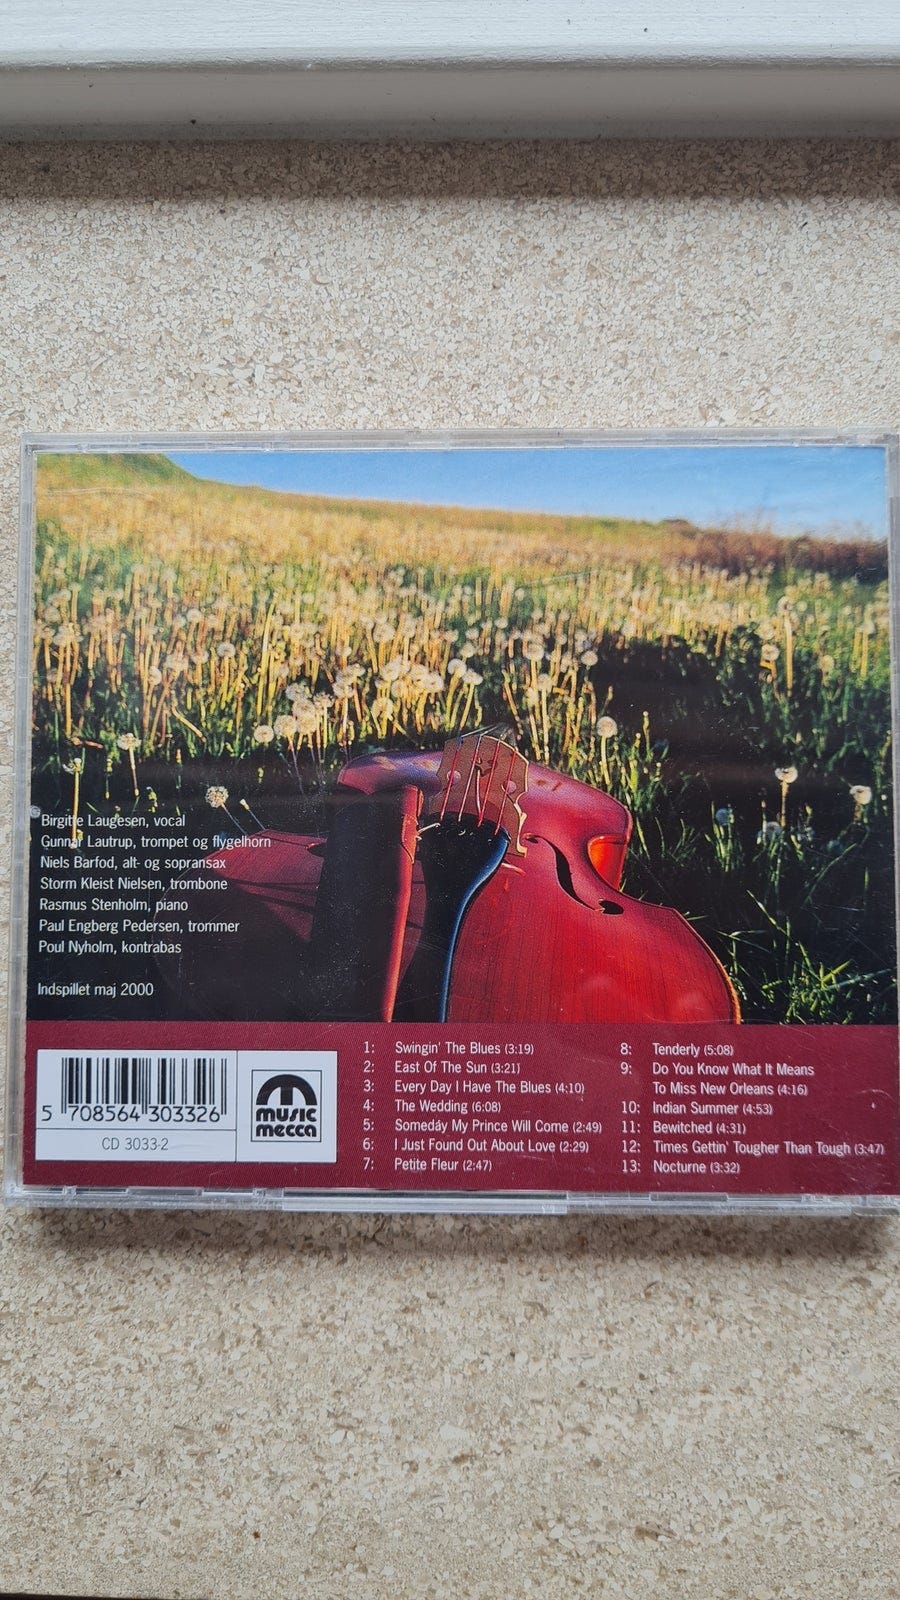 Birgitte Laugesen, vocal
Gunnar Lautrup, trompet og flygelhorn
Niels Barfod, alt- og sopransax
Storm Kleist Nielsen, trombone
Rasmus Stenholm, piano
Paul Engberg Pedersen, trommer
Poul Nyholm, kontrabas
Indspillet maj 2000
5 708564 303326
CD 3033-2
music
mecca
1: Swingin' The Blues (3:19)
2: East Of The Sun (3:21)
3: Every Day I Have The Blues (4:10)
4: The Wedding (6:08)
5: Someday My Prince Will Come (2:49)
6: I Just Found Out About Love (2:29)
7: Petite Fleur (2:47)
8: Tenderly (5:08)
9: Do You Know What It Means
To Miss New Orleans (4:16)
10: Indian Summer (4:53)
11: Bewitched (4:31)
12: Times Gettin' Tougher Than Tough (3:47)
13: Nocturne (3:32)